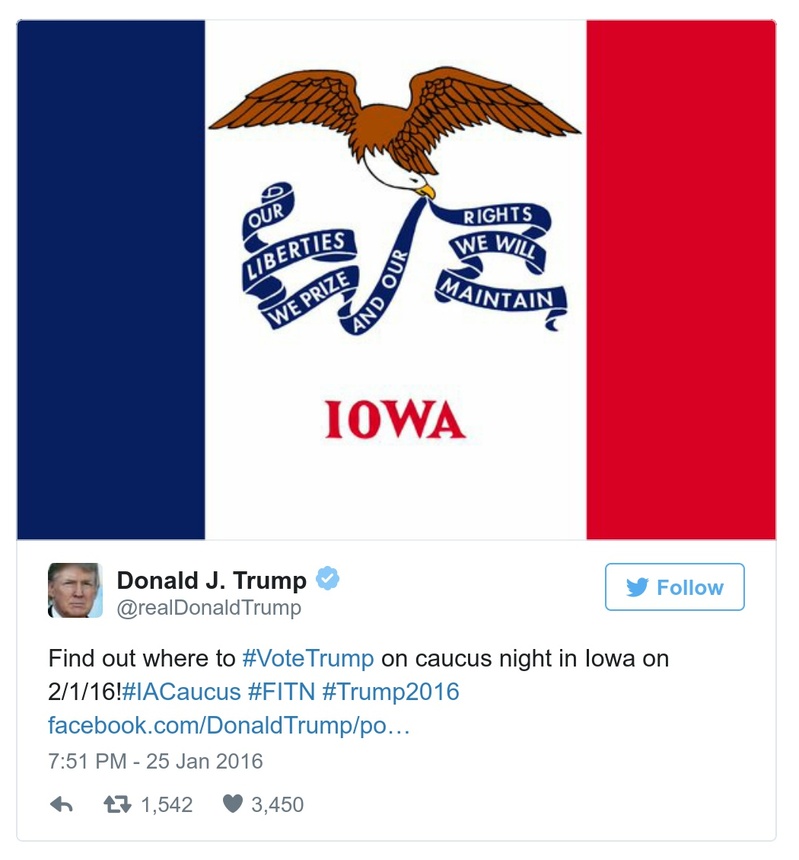 OUR
LIBERTIES
WE PRIZE
AND OUR
RIGHTS
WE WILL
MAINTAIN
IOWA
Donald J. Trump
@realDonaldTrump
Follow
Find out where to #VoteTrump on caucus night in Iowa on
2/1/16!#IACaucus #FITN #Trump2016
facebook.com/DonaldTrump/po…
7:51 PM - 25 Jan 2016
1,542 3,450